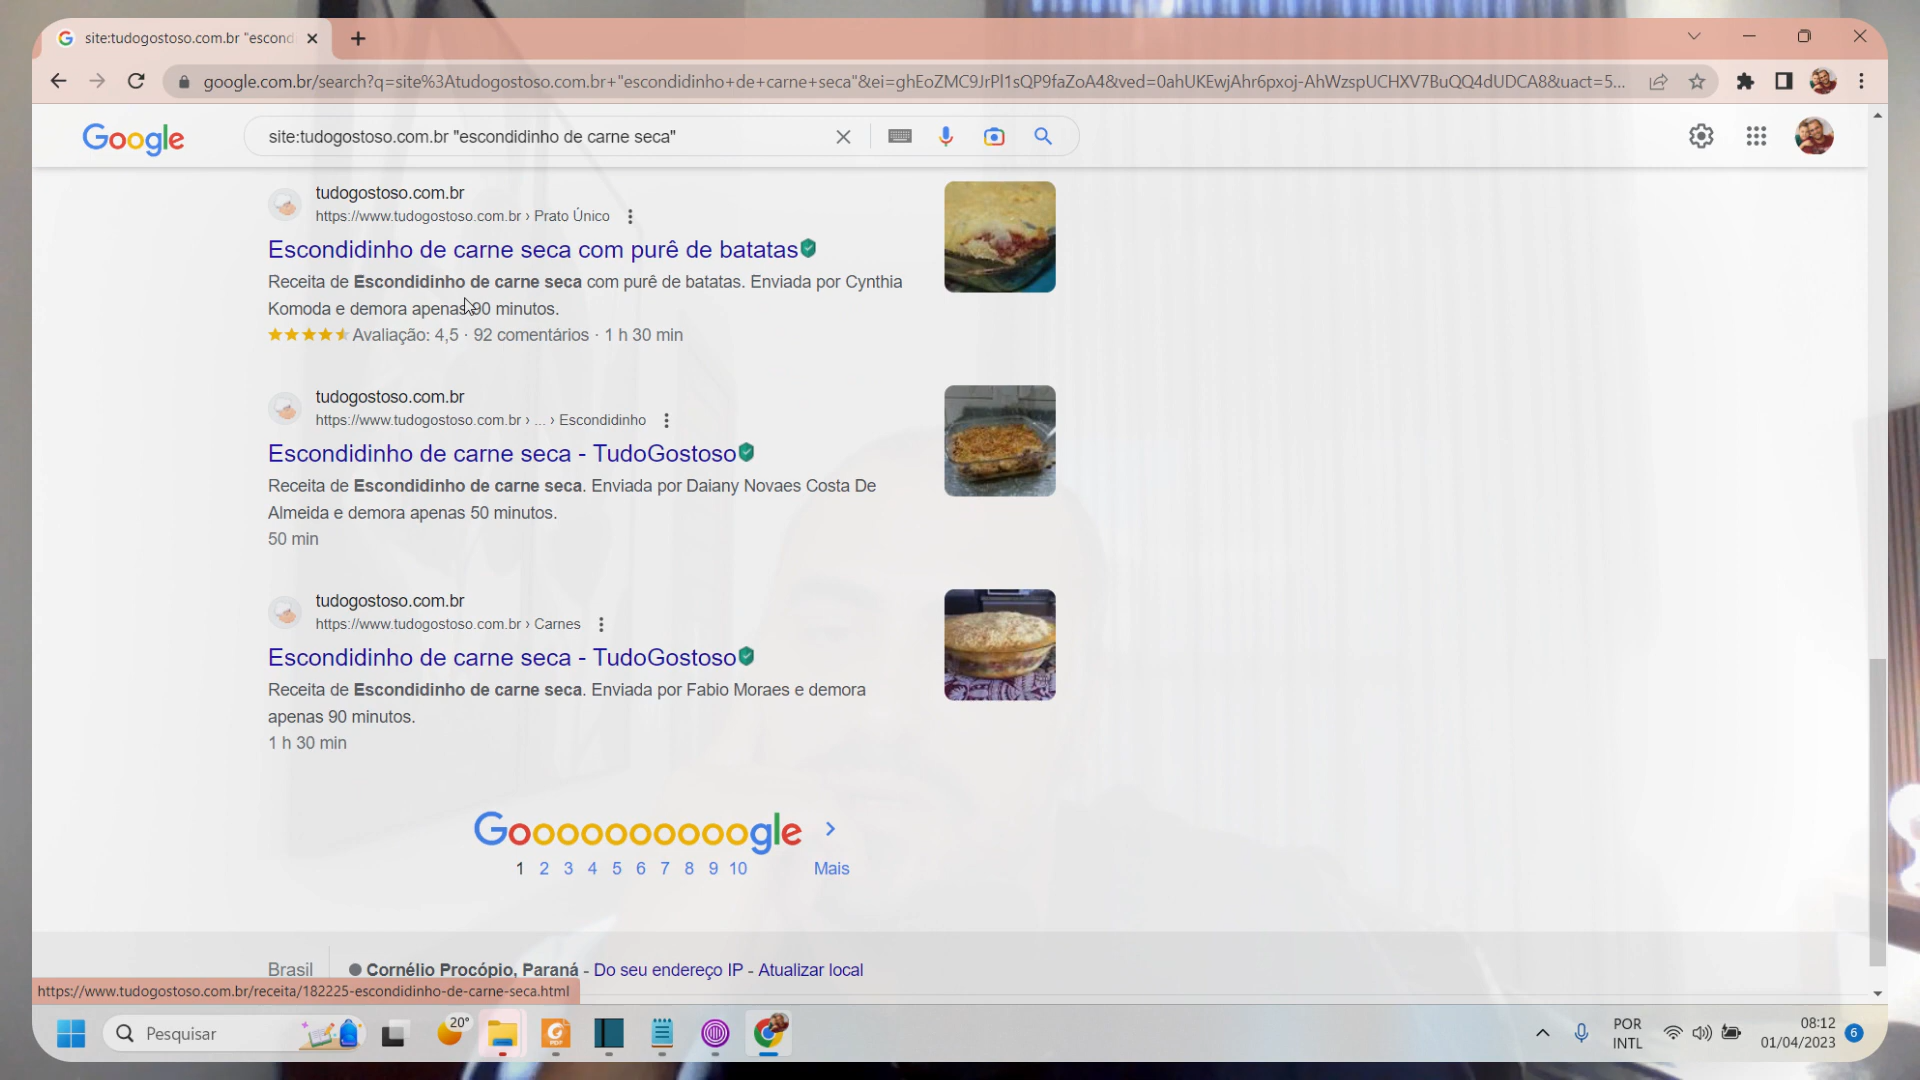 site:tudogostoso.com.br "escond
google.com.br/search?q=site%3Atudogostoso.com.br+"escondidinho+de+carne+seca"&ei=ghEoZMC9JrPl1sQP9faZoA4&ved=0ahUKEwjAhr6pxoj-AhWzspUCHXV7BuQQ4dUDCA8&uact=5...
Google
site:tudogostoso.com.br "escondidinho de carne seca"
tudogostoso.com.br
https://www.tudogostoso.com.br › Prato Único
Escondidinho de carne seca com purê de batatas
Receita de Escondidinho de carne seca com purê de batatas. Enviada por Cynthia
Komoda e demora apenas 90 minutos.
Avaliação: 4,5 · 92 comentários · 1 h 30 min
tudogostoso.com.br
https://www.tudogostoso.com.br › ... › Escondidinho
Escondidinho de carne seca - TudoGostoso
Receita de Escondidinho de carne seca. Enviada por Daiany Novaes Costa De
Almeida e demora apenas 50 minutos.
50 min
tudogostoso.com.br
https://www.tudogostoso.com.br › Carnes
Escondidinho de carne seca - TudoGostoso
Receita de Escondidinho de carne seca. Enviada por Fabio Moraes e demora
apenas 90 minutos.
1 h 30 min
Goooooooooogle
1 2 3 4 5 6 7 8 9 10 Mais
Brasil
Cornélio Procópio, Paraná - Do seu endereço IP - Atualizar local
https://www.tudogostoso.com.br/receita/182225-escondidinho-de-carne-seca.html
Pesquisar
20°
POR
INTL
08:12
01/04/2023
6